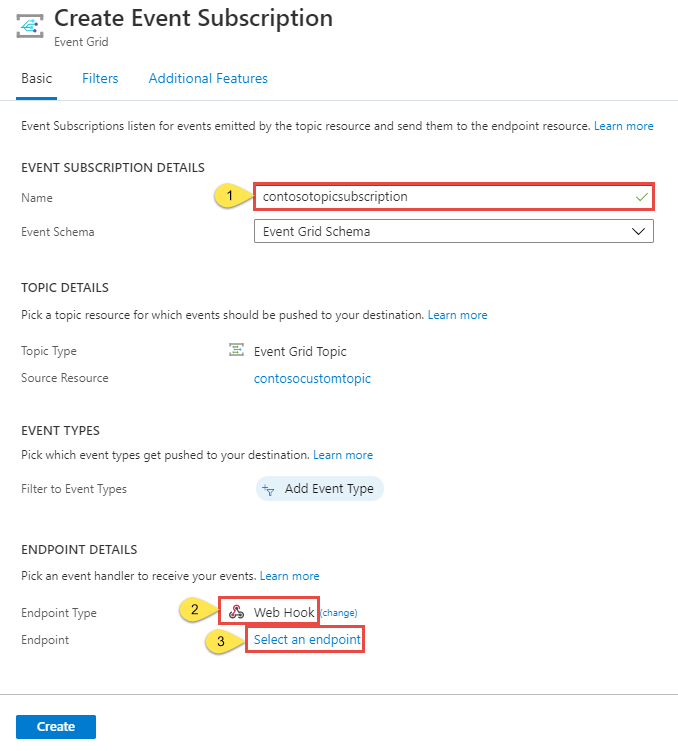 Create Event Subscription
Event Grid
Basic Filters Additional Features
Event Subscriptions listen for events emitted by the topic resource and send them to the endpoint resource. Learn more
EVENT SUBSCRIPTION DETAILS
Name 1 contosotopicsubscription
Event Schema Event Grid Schema
TOPIC DETAILS
Pick a topic resource for which events should be pushed to your destination. Learn more
Topic Type Event Grid Topic
Source Resource contosocustomtopic
EVENT TYPES
Pick which event types get pushed to your destination. Learn more
Filter to Event Types Add Event Type
ENDPOINT DETAILS
Pick an event handler to receive your events. Learn more
Endpoint Type 2 Web Hook (change)
Endpoint 3 Select an endpoint
Create